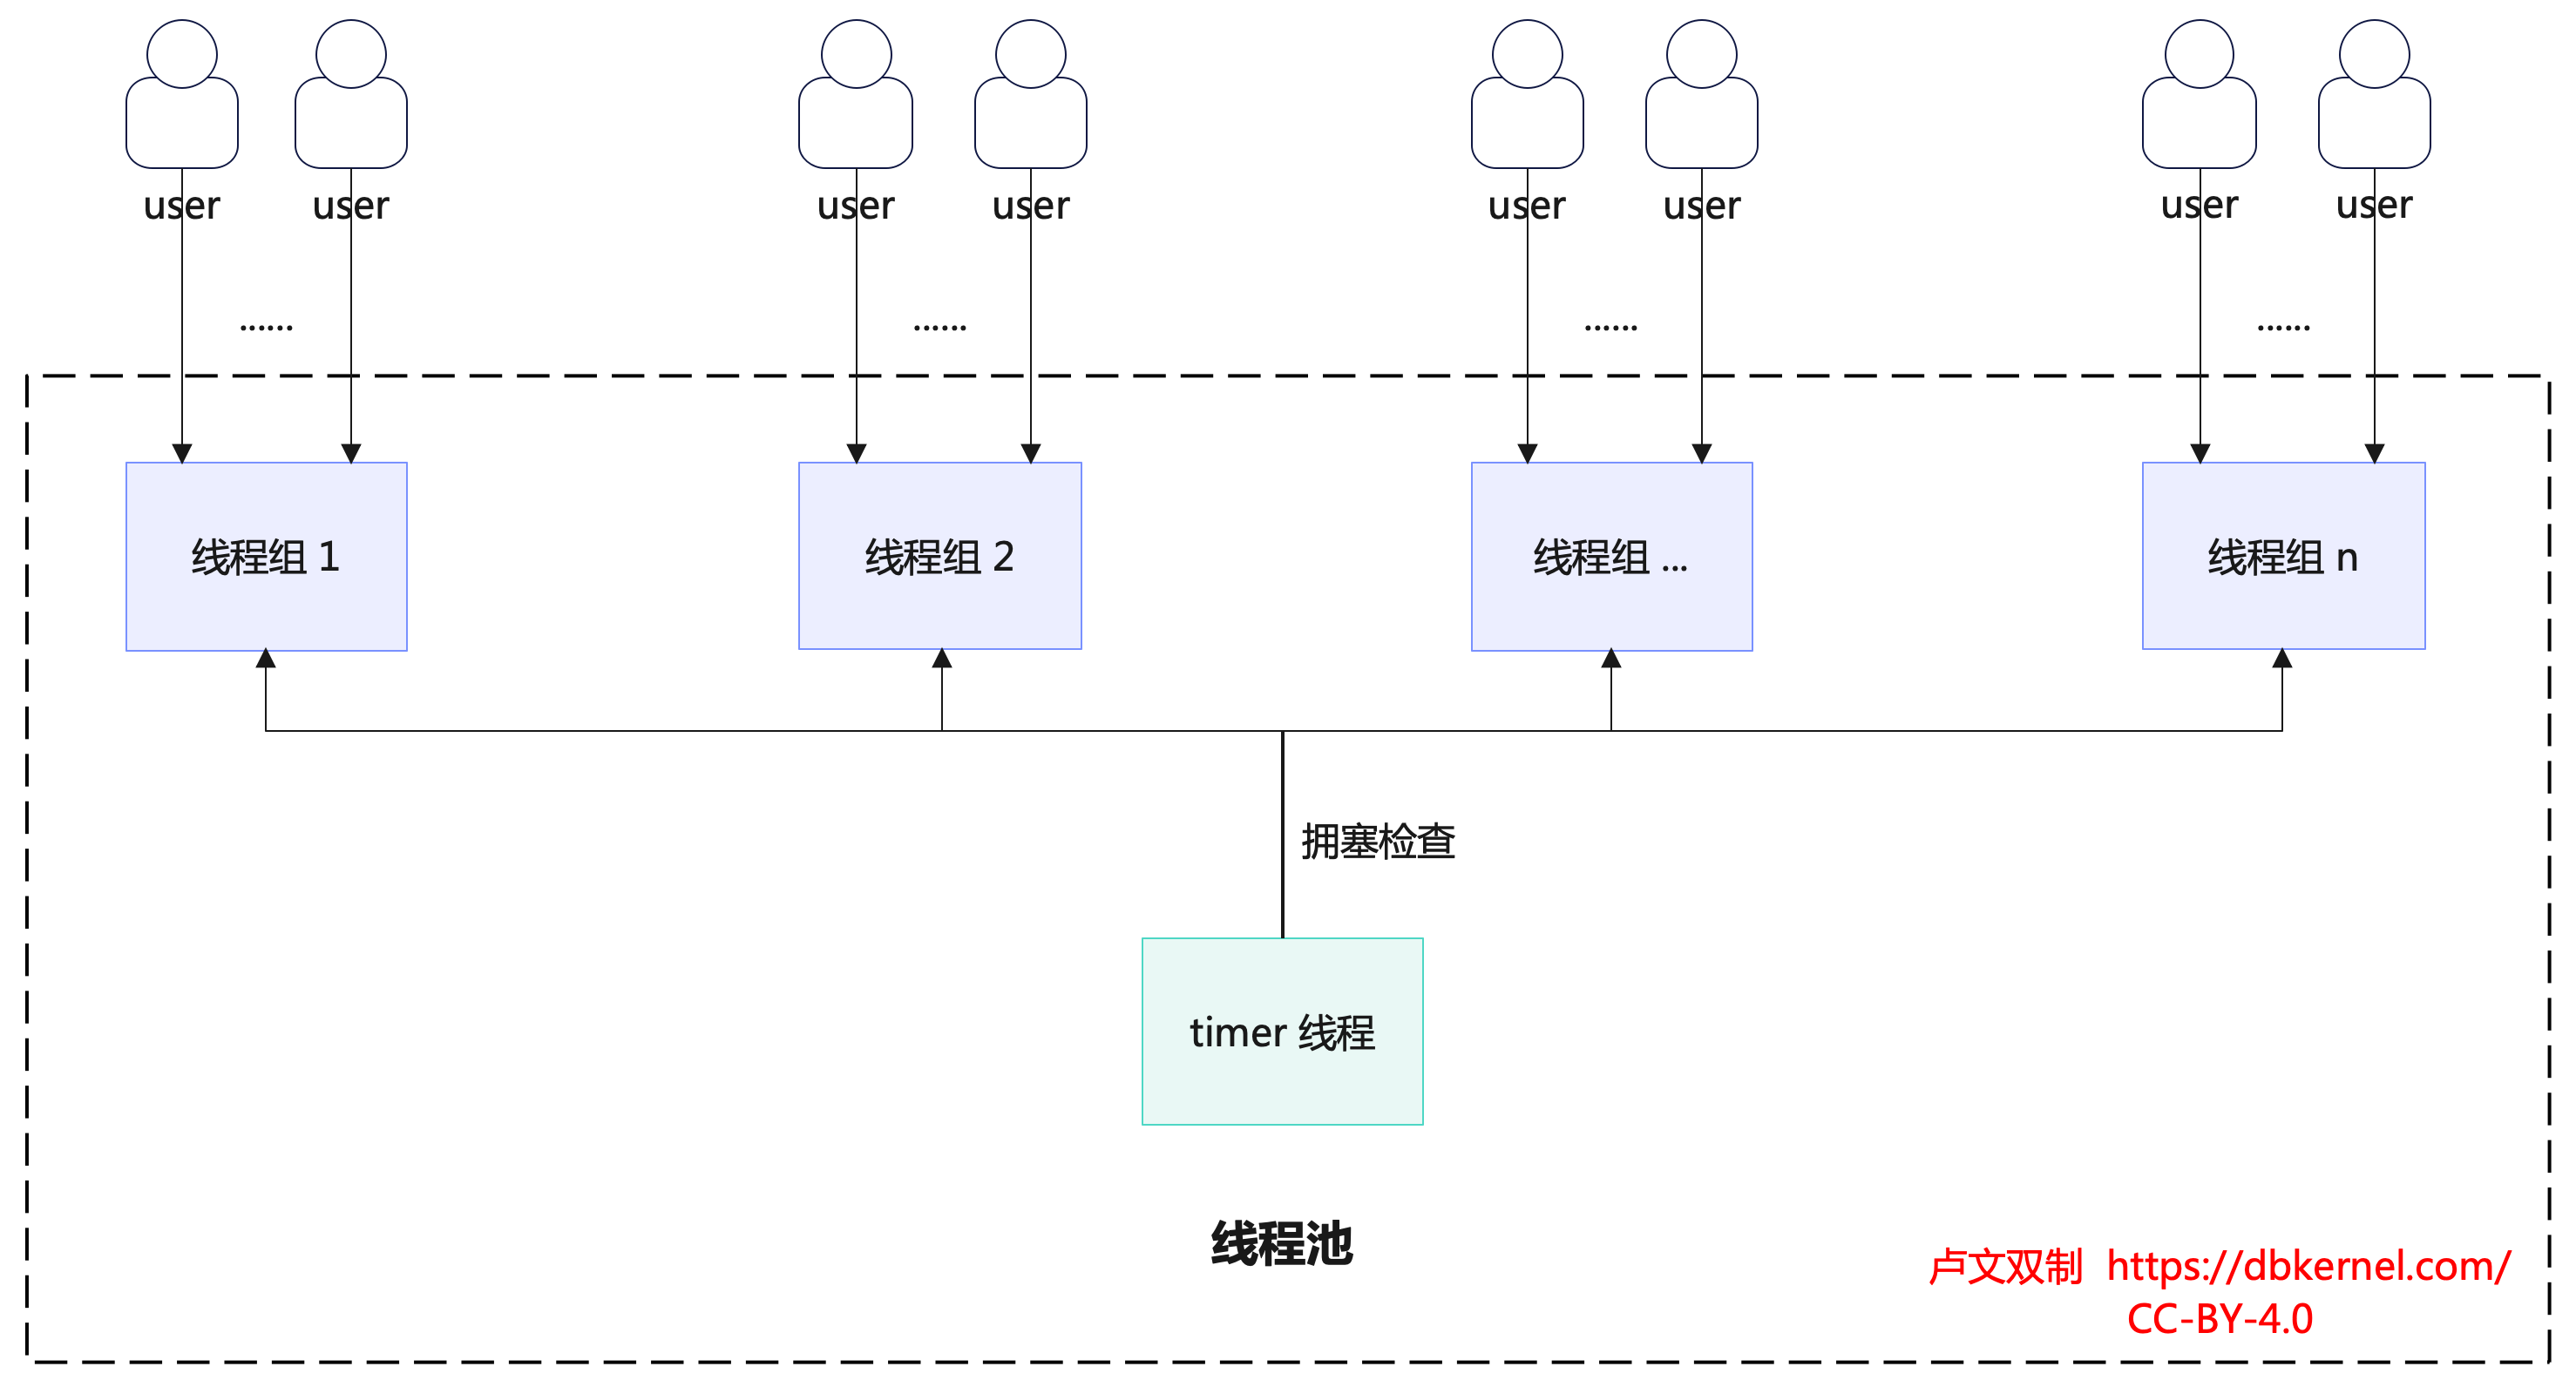 user user user user user user user user
...... ...... ...... ......
线程组 1 线程组 2 线程组 ... 线程组 n
拥塞检查
timer 线程
线程池
卢文双制 https://dbkernel.com/
CC-BY-4.0